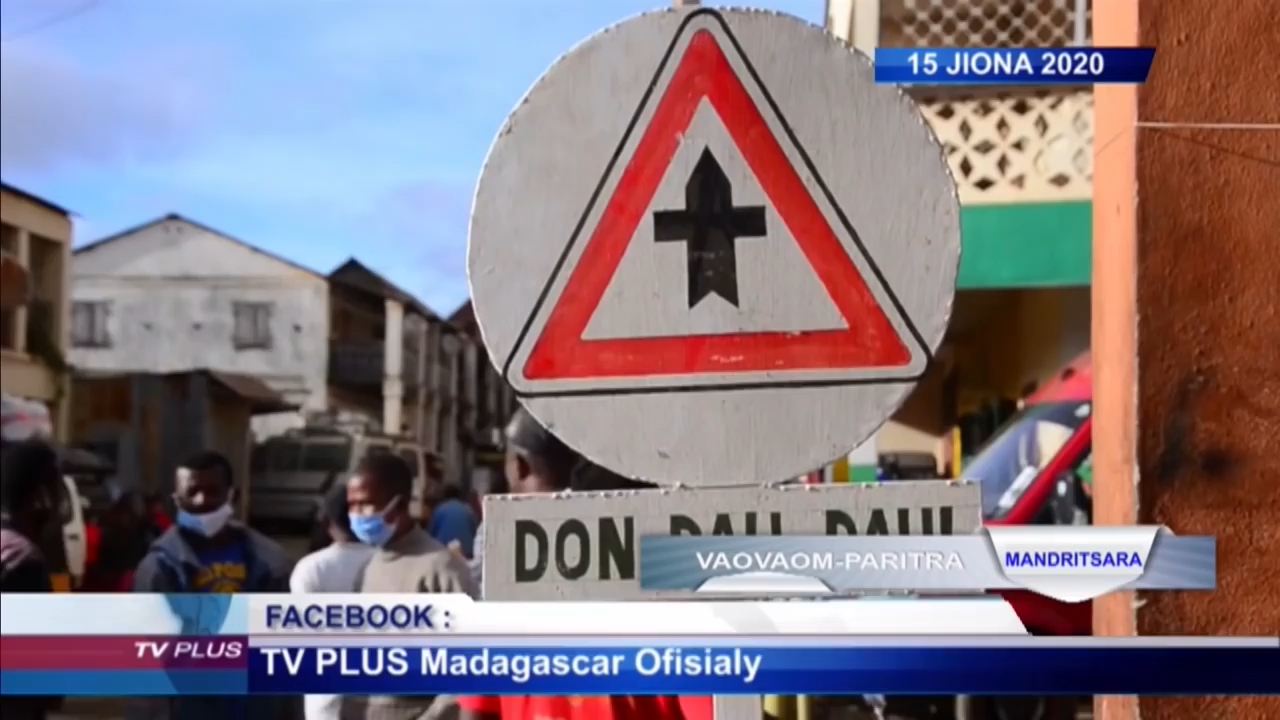 15 JIONA 2020
DON
VAOVAOM-PARITRA
MANDRITSARA
FACEBOOK :
TV PLUS
TV PLUS Madagascar Ofisialy